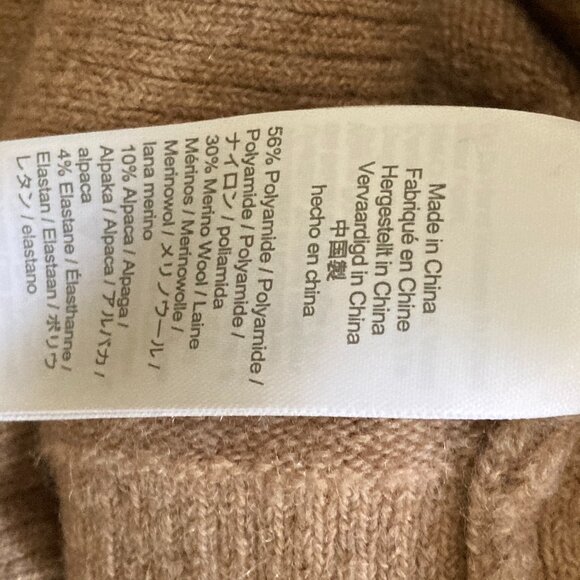 Made in China
Fabriqué en Chine
Hergestellt in China
Vervaardigd in China
中国製
hecho en china
56% Polyamide / Polyamide /
Polyamide / Polyamide /
ナイロン / poliamida
30% Merino Wool / Laine
Mérinos / Merinowolle /
Merinowol / メリノウール /
lana merino
10% Alpaca / Alpaga /
Alpaka / Alpaca / アルパカ /
alpaca
4% Elastane / Élasthanne /
Elastan / Elastaan / ポリウ
レタン / elastano